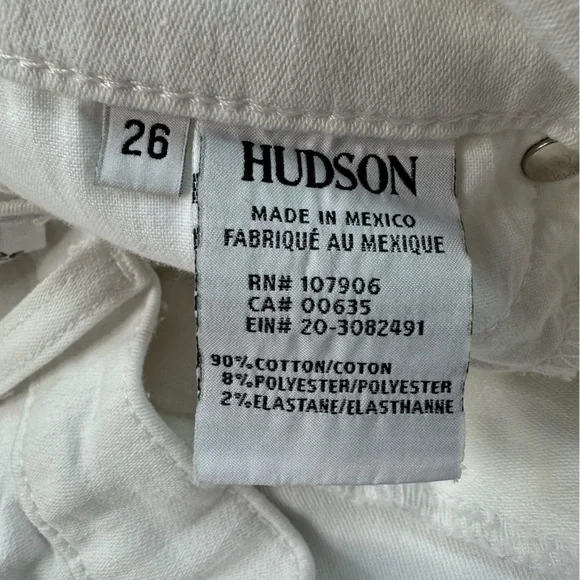 26
HUDSON
MADE IN MEXICO
FABRIQUÉ AU MEXIQUE
RN# 107906
CA# 00635
EIN# 20-3082491
90%COTTON/COTON
8%POLYESTER/POLYESTER
2%ELASTANE/ELASTHANNE